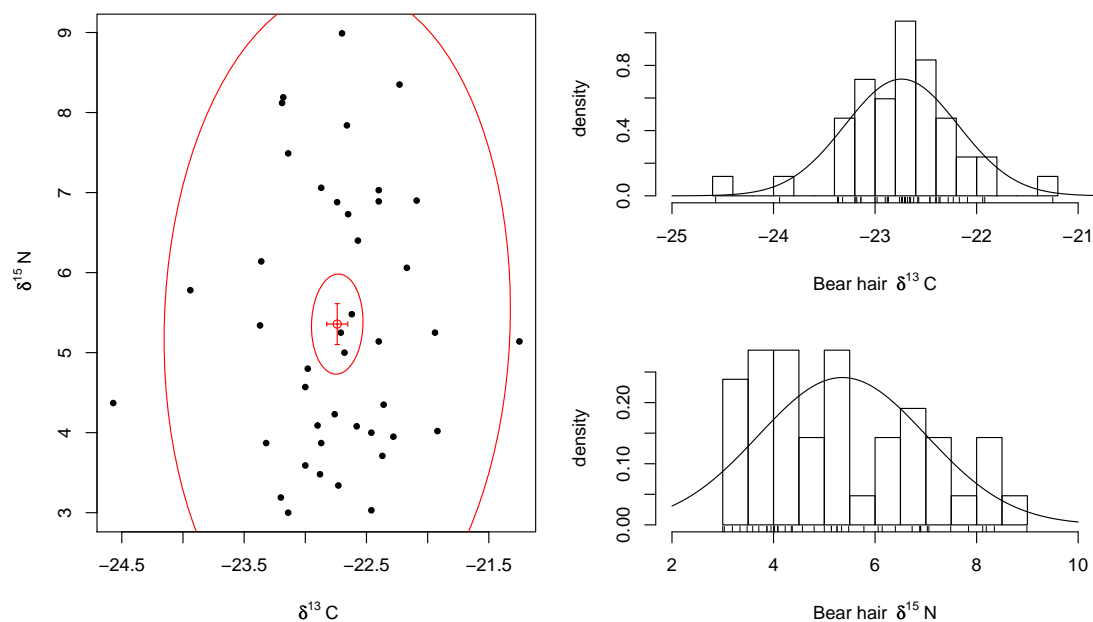 9
8
7
6
5
4
3
δ¹⁵ N
−24.5 −23.5 −22.5 −21.5
δ¹³ C
0.8
0.4
0.0
density
−25 −24 −23 −22 −21
Bear hair δ¹³ C
0.20
0.10
0.00
density
2 4 6 8 10
Bear hair δ¹⁵ N